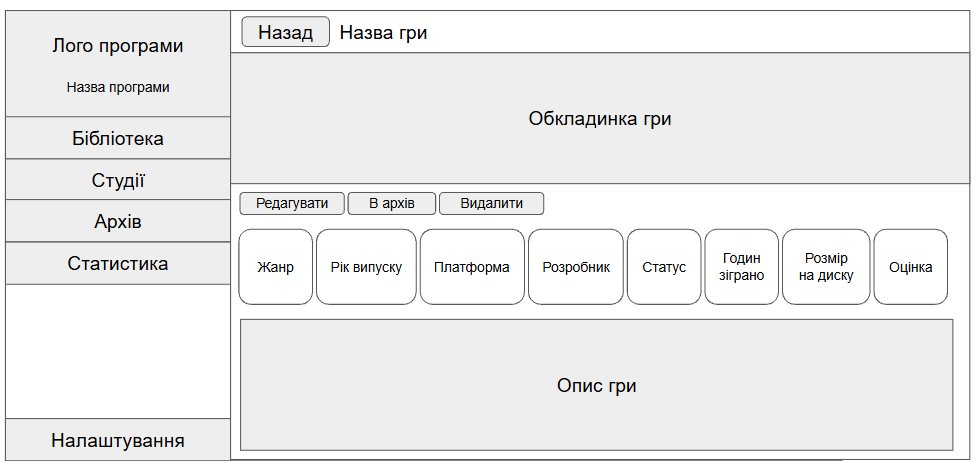 Лого програми
Назва програми
Бібліотека
Студії
Архів
Статистика
Налаштування
Назад
Назва гри
Обкладинка гри
Редагувати
В архів
Видалити
Жанр
Рік випуску
Платформа
Розробник
Статус
Годин
зіграно
Розмір
на диску
Оцінка
Опис гри